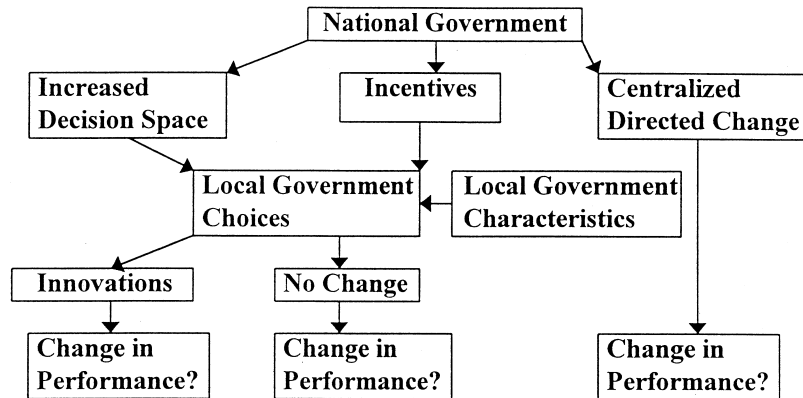 National Government
Increased
Decision Space
Incentives
Centralized
Directed Change
Local Government
Choices
Local Government
Characteristics
Innovations
No Change
Change in
Performance?
Change in
Performance?
Change in
Performance?